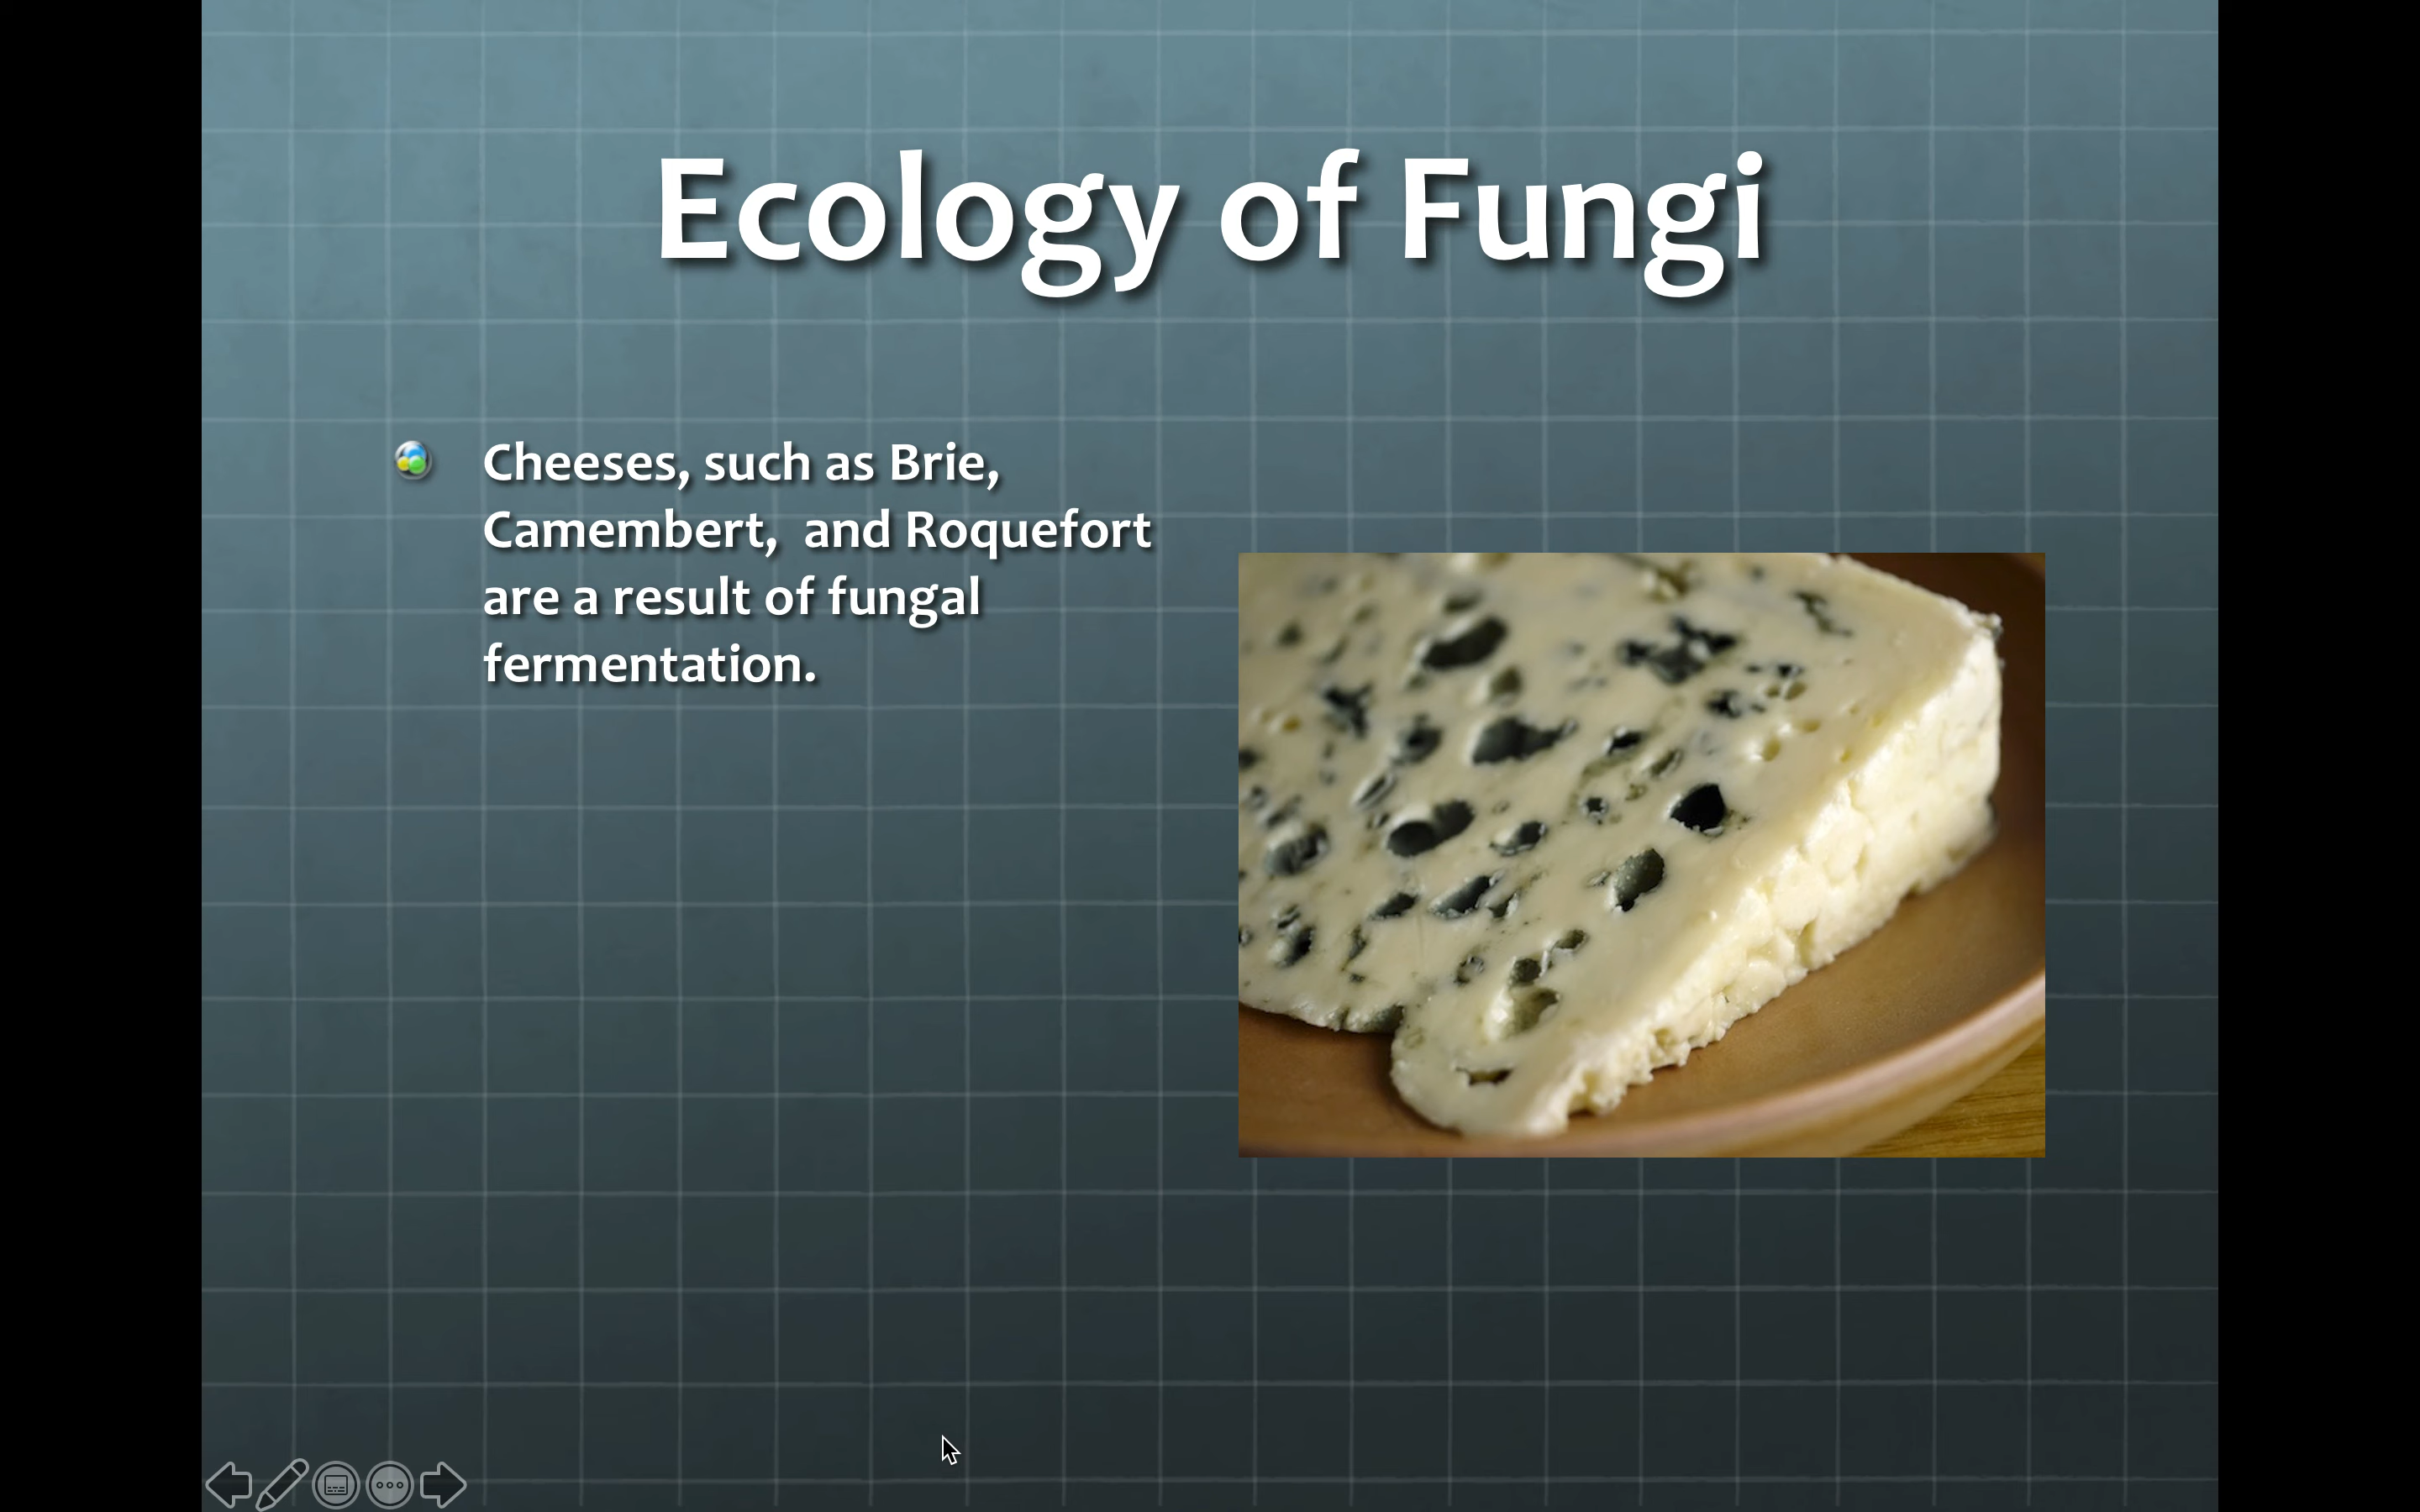 Ecology of Fungi
Cheeses, such as Brie,
Camembert,  and Roquefort
are a result of fungal
fermentation.